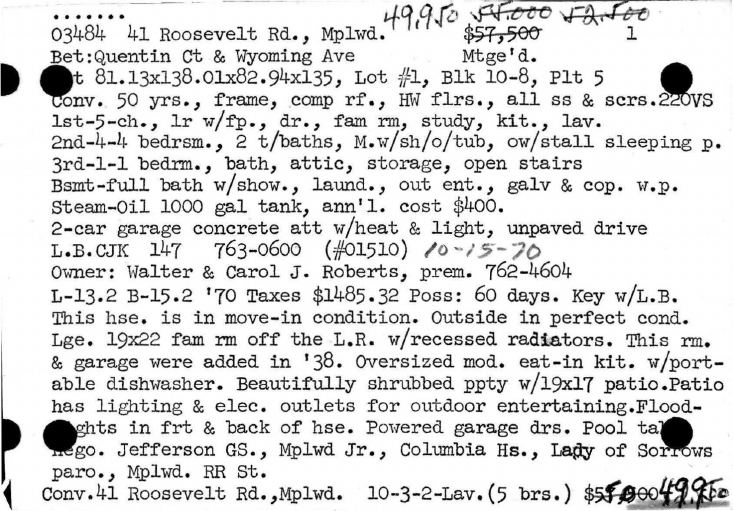 49,950 55,000 52,500
03484 41 Roosevelt Rd., Mplwd. $57,500 1
Bet:Quentin Ct & Wyoming Ave Mtge'd.
t 81.13x138.01x82.94x135, Lot #1, Blk 10-8, Plt 5
Conv. 50 yrs., frame, comp rf., HW flrs., all ss & scrs.220VS
1st-5-ch., lr w/fp., dr., fam rm, study, kit., lav.
2nd-4-4 bedrsm., 2 t/baths, M.w/sh/o/tub, ow/stall sleeping p.
3rd-1-1 bedrm., bath, attic, storage, open stairs
Bsmt-full bath w/show., laund., out ent., galv & cop. w.p.
Steam-Oil 1000 gal tank, ann'l. cost $400.
2-car garage concrete att w/heat & light, unpaved drive
L.B.CJK 147 763-0600 (#01510) 10-15-70
Owner: Walter & Carol J. Roberts, prem. 762-4604
L-13.2 B-15.2 '70 Taxes $1485.32 Poss: 60 days. Key w/L.B.
This hse. is in move-in condition. Outside in perfect cond.
Lge. 19x22 fam rm off the L.R. w/recessed radiators. This rm.
& garage were added in '38. Oversized mod. eat-in kit. w/port-
able dishwasher. Beautifully shrubbed ppty w/19x17 patio.Patio
has lighting & elec. outlets for outdoor entertaining.Flood-
ghts in frt & back of hse. Powered garage drs. Pool ta
nego. Jefferson GS., Mplwd Jr., Columbia Hs., Lady of Sorrows
paro., Mplwd. RR St.
Conv.41 Roosevelt Rd.,Mplwd. 10-3-2-Lav.(5 brs.) 49,950